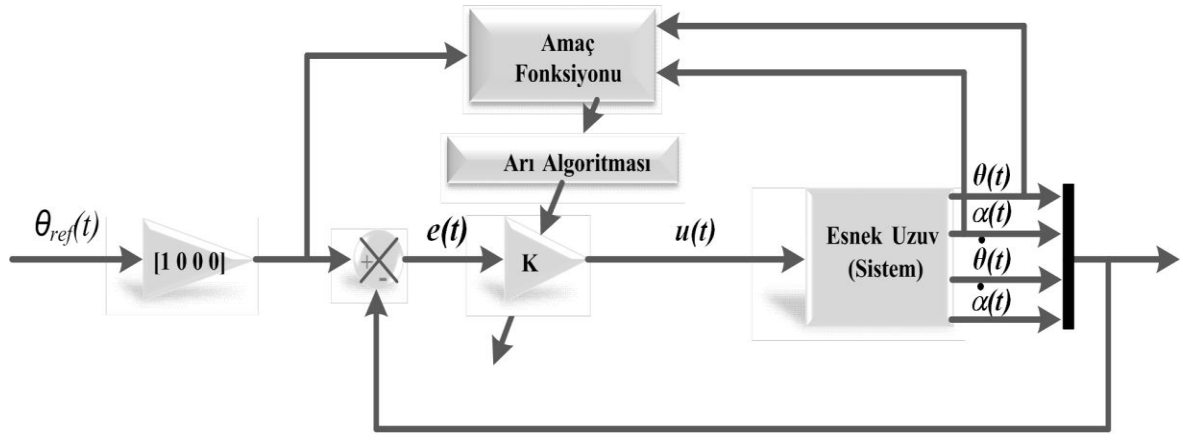 Amaç
Fonksiyonu
Arı Algoritması
θref(t)
[1 0 0 0]
+
-
e(t)
K
u(t)
Esnek Uzuv
(Sistem)
θ(t)
α(t)
θ̇(t)
α̇(t)